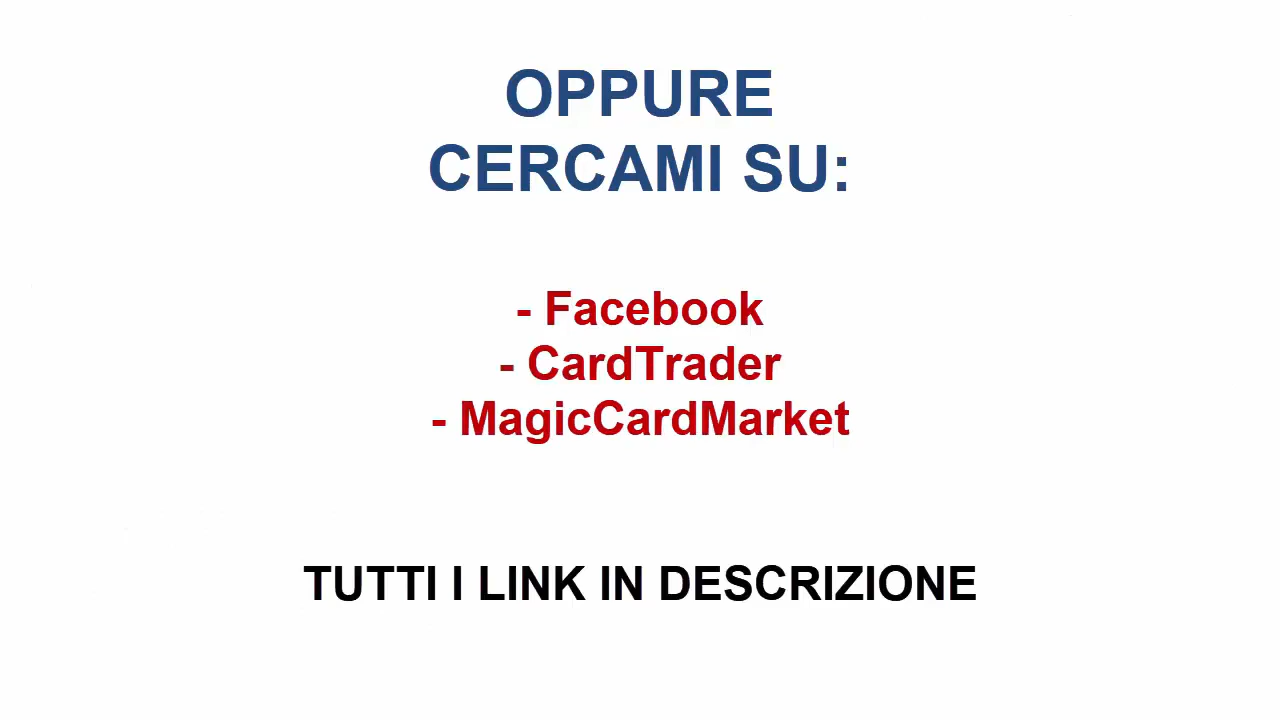 OPPURE
CERCAMI SU:
- Facebook
- CardTrader
- MagicCardMarket
TUTTI I LINK IN DESCRIZIONE